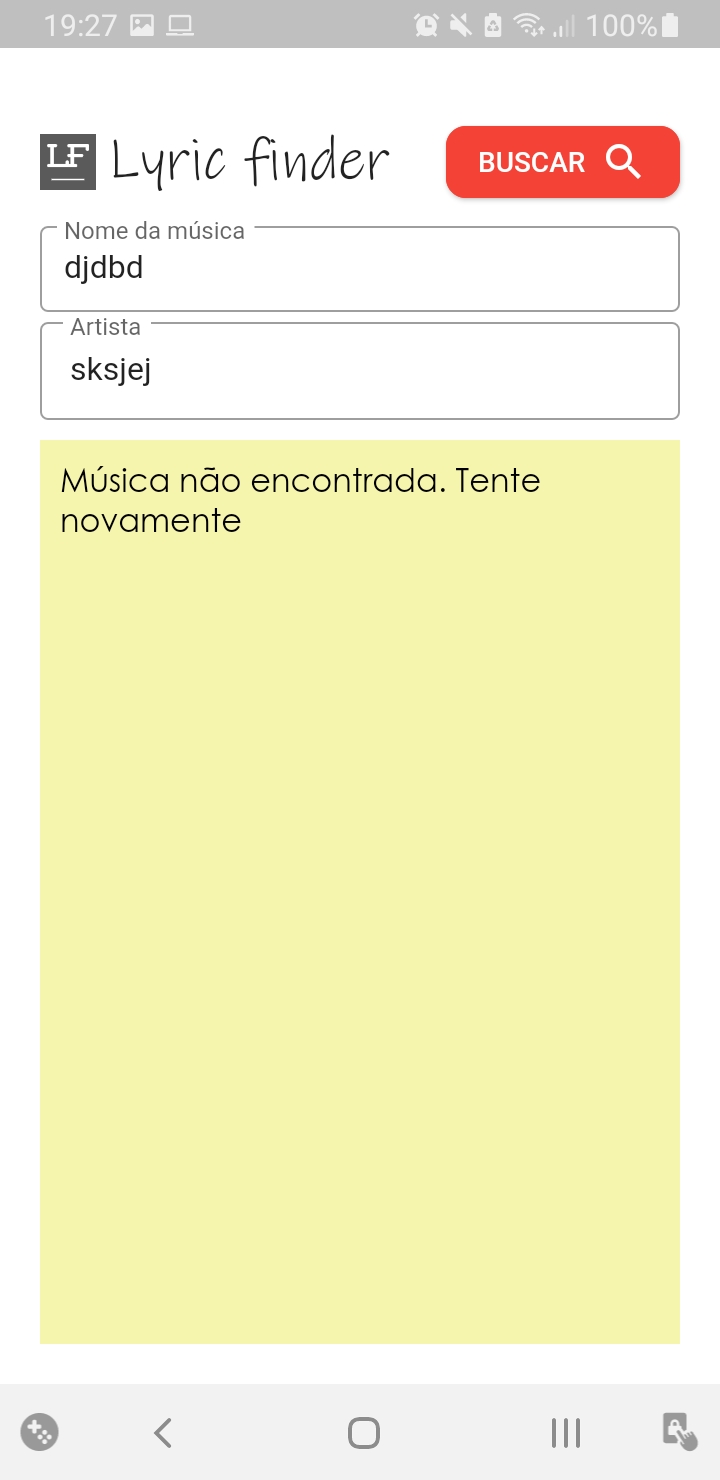 19:27 100%
LF Lyric finder BUSCAR
Nome da música
djdbd
Artista
sksjej
Música não encontrada. Tente
novamente